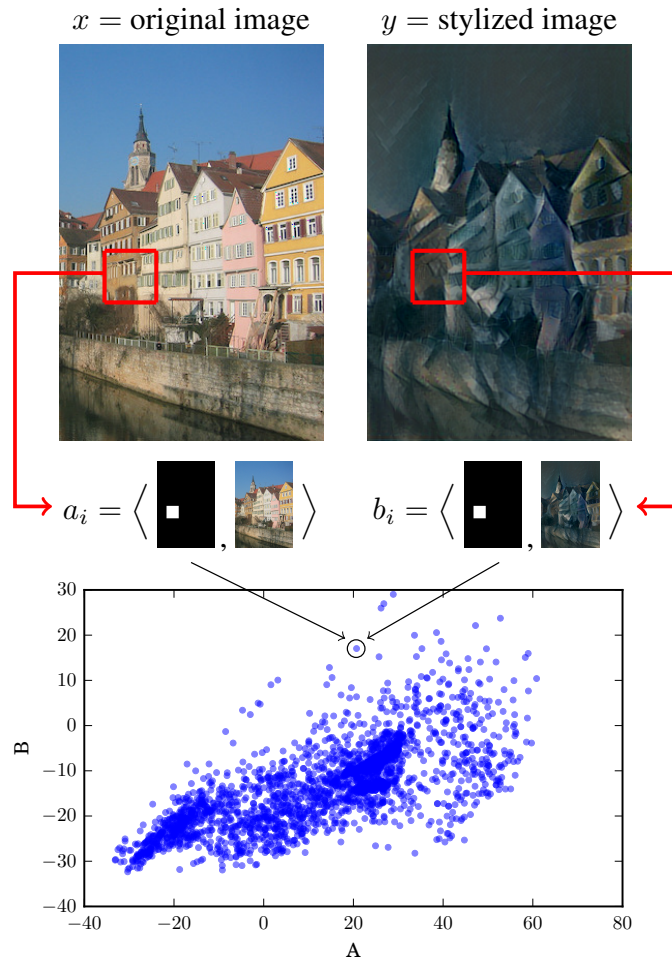 x = original image
y = stylized image
a_i = ⟨ , ⟩
b_i = ⟨ , ⟩
30
20
10
0
−10
−20
−30
−40
B
−40
−20
0
20
40
60
80
A